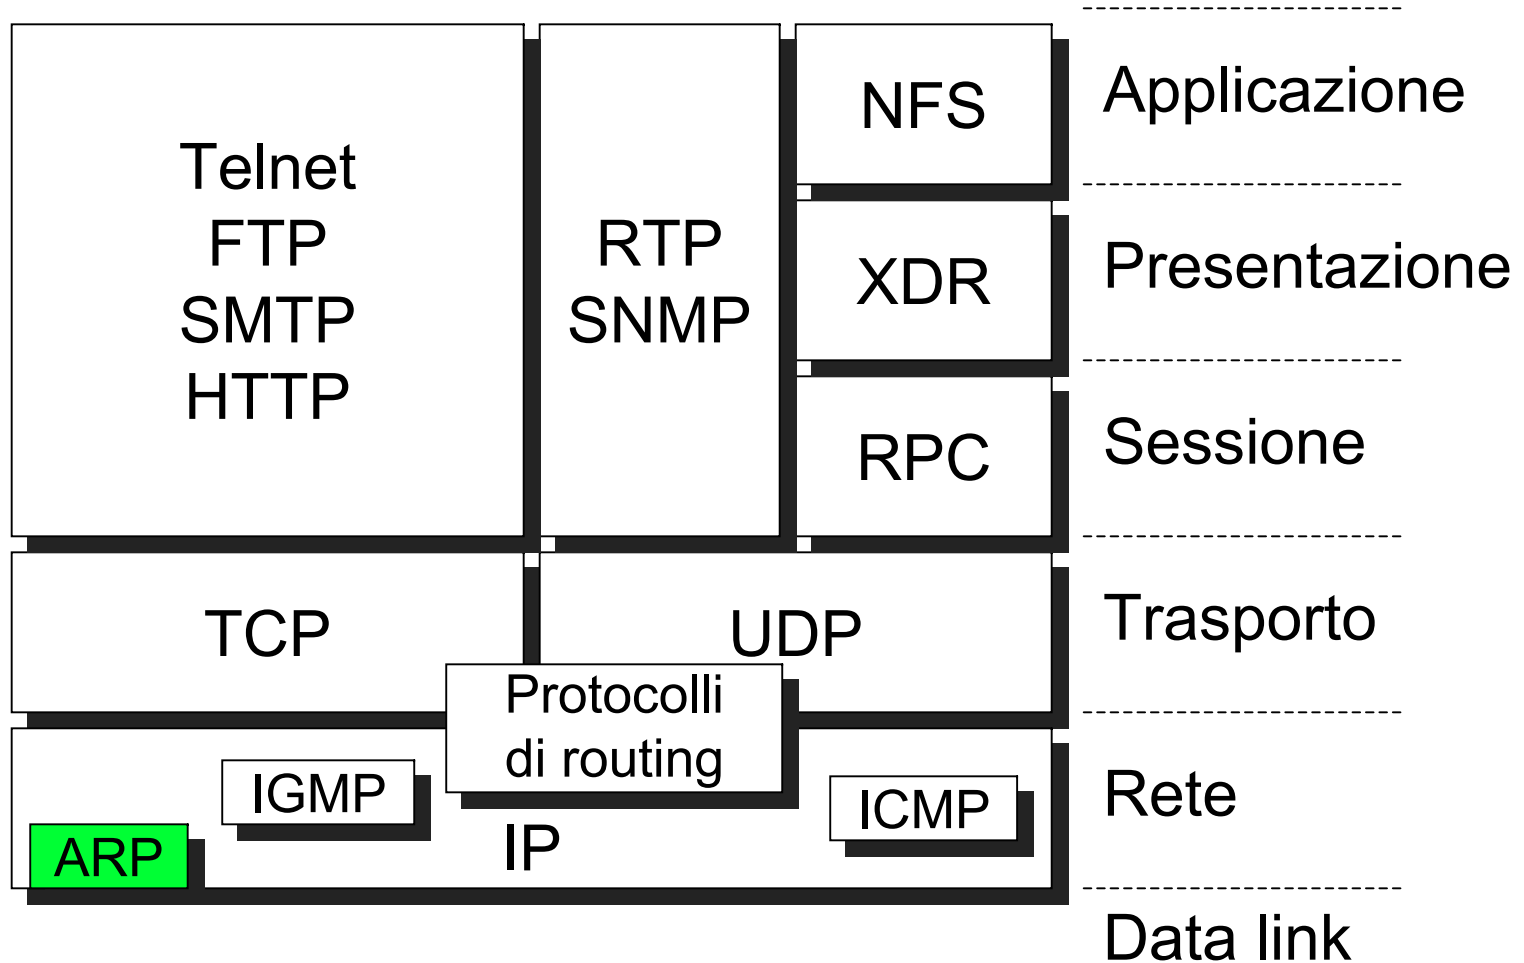 Telnet
FTP
SMTP
HTTP
RTP
SNMP
NFS
XDR
RPC
Applicazione
Presentazione
Sessione
TCP
UDP
Trasporto
Protocolli
di routing
IGMP
ICMP
ARP
IP
Rete
Data link